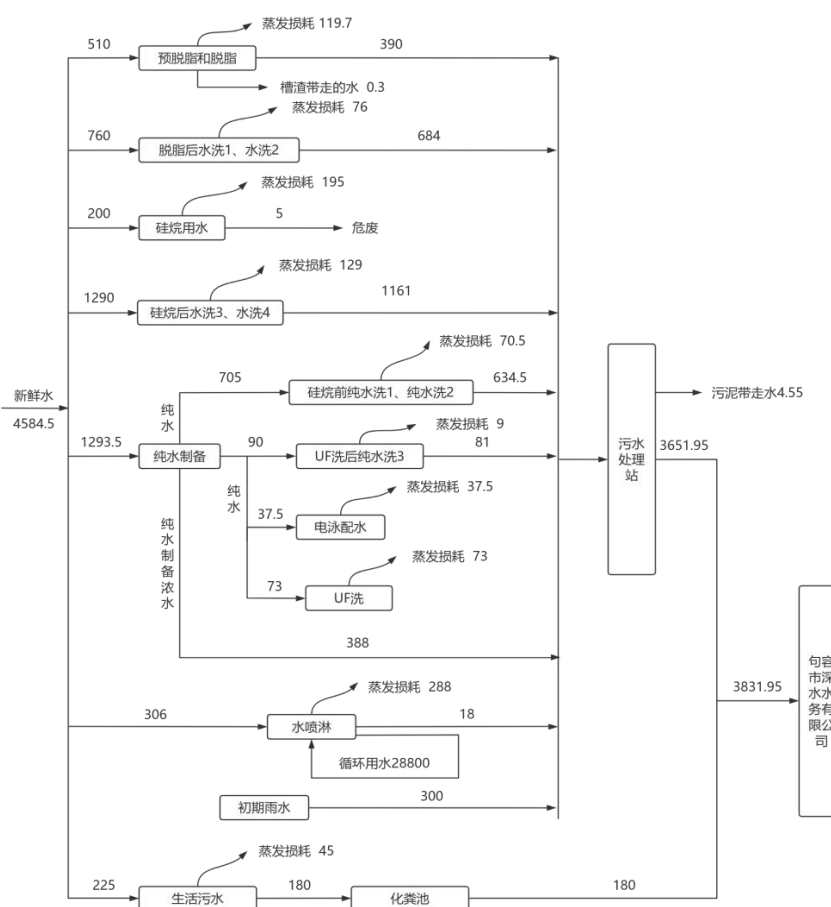 蒸发损耗 119.7
510
预脱脂和脱脂
390
槽渣带走的水 0.3
蒸发损耗 76
760
脱脂后水洗1、水洗2
684
蒸发损耗 195
200
硅烷用水
5
危废
蒸发损耗 129
1290
硅烷后水洗3、水洗4
1161
蒸发损耗 70.5
705
硅烷前纯水洗1、纯水洗2
634.5
纯水
新鲜水
4584.5
1293.5
纯水制备
90
蒸发损耗 9
UF洗后纯水洗3
81
纯水
37.5
蒸发损耗 37.5
电泳配水
73
蒸发损耗 73
UF洗
纯水制备浓水
388
污水
处理
站
污泥带走水4.55
3651.95
306
蒸发损耗 288
水喷淋
18
循环用水28800
初期雨水
300
3831.95
句容
市深
水水
务有
限公
司
蒸发损耗 45
225
生活污水
180
化粪池
180